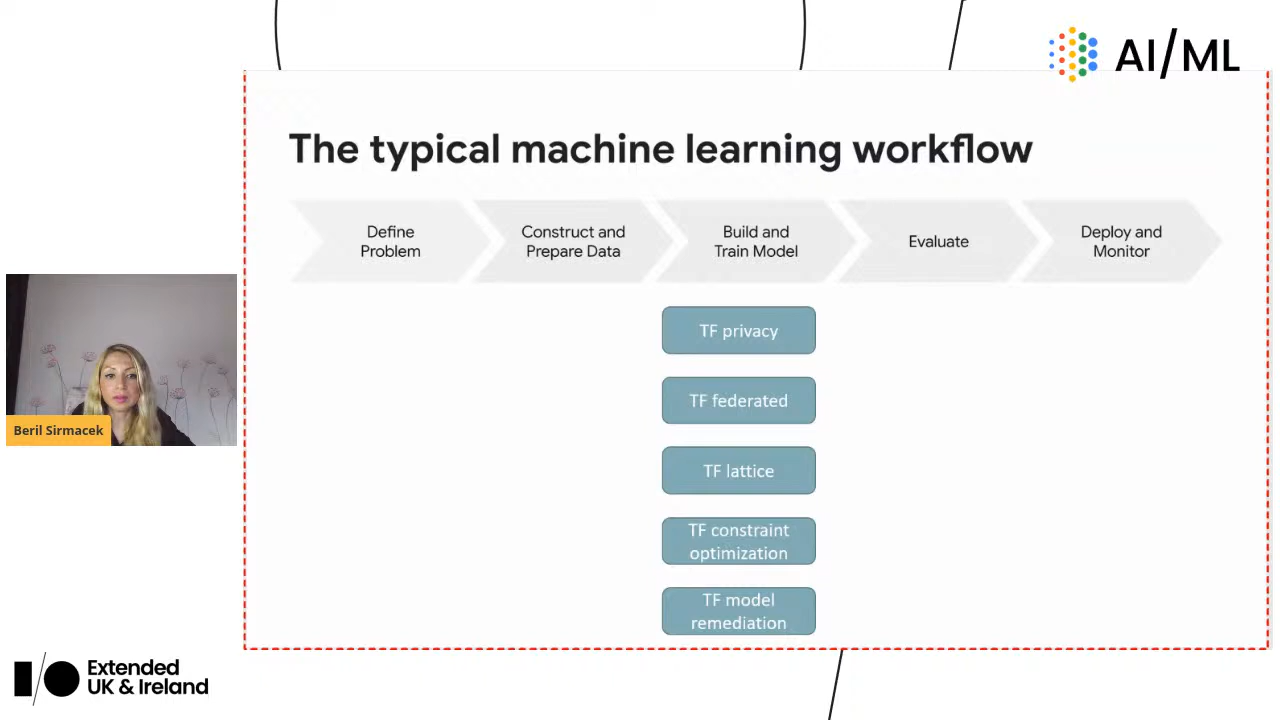 AI/ML
The typical machine learning workflow
Define
Problem
Construct and
Prepare Data
Build and
Train Model
Evaluate
Deploy and
Monitor
TF privacy
TF federated
TF lattice
TF constraint
optimization
TF model
remediation
Beril Sirmacek
I/O Extended
UK & Ireland